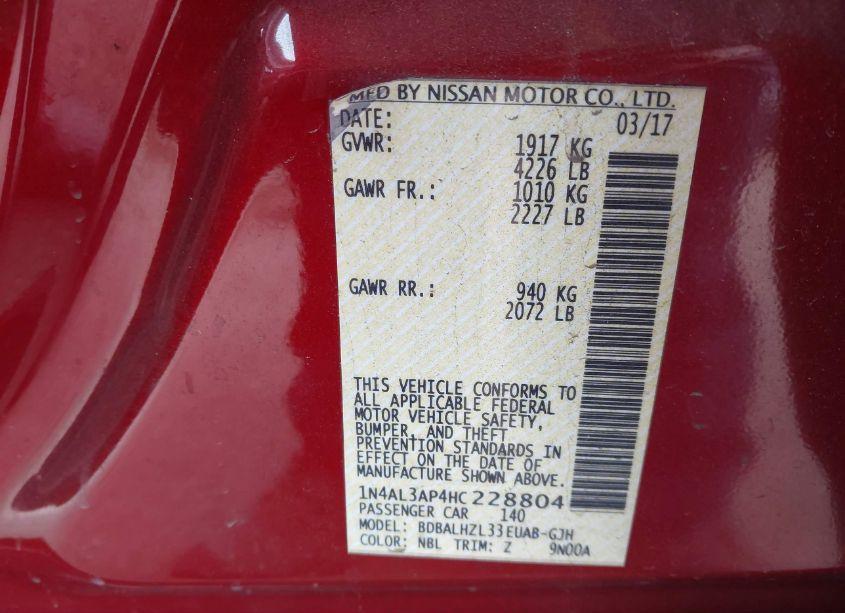 MFD BY NISSAN MOTOR CO., LTD.
DATE: 03/17
GVWR: 1917 KG
4226 LB
GAWR FR.: 1010 KG
2227 LB
GAWR RR.: 940 KG
2072 LB
THIS VEHICLE CONFORMS TO
ALL APPLICABLE FEDERAL
MOTOR VEHICLE SAFETY,
BUMPER, AND THEFT
PREVENTION STANDARDS IN
EFFECT ON THE DATE OF
MANUFACTURE SHOWN ABOVE.
1N4AL3AP4HC228804
PASSENGER CAR 140
MODEL: BDBALHZL33EUAB-GJH
COLOR: NBL TRIM: Z 9N00A